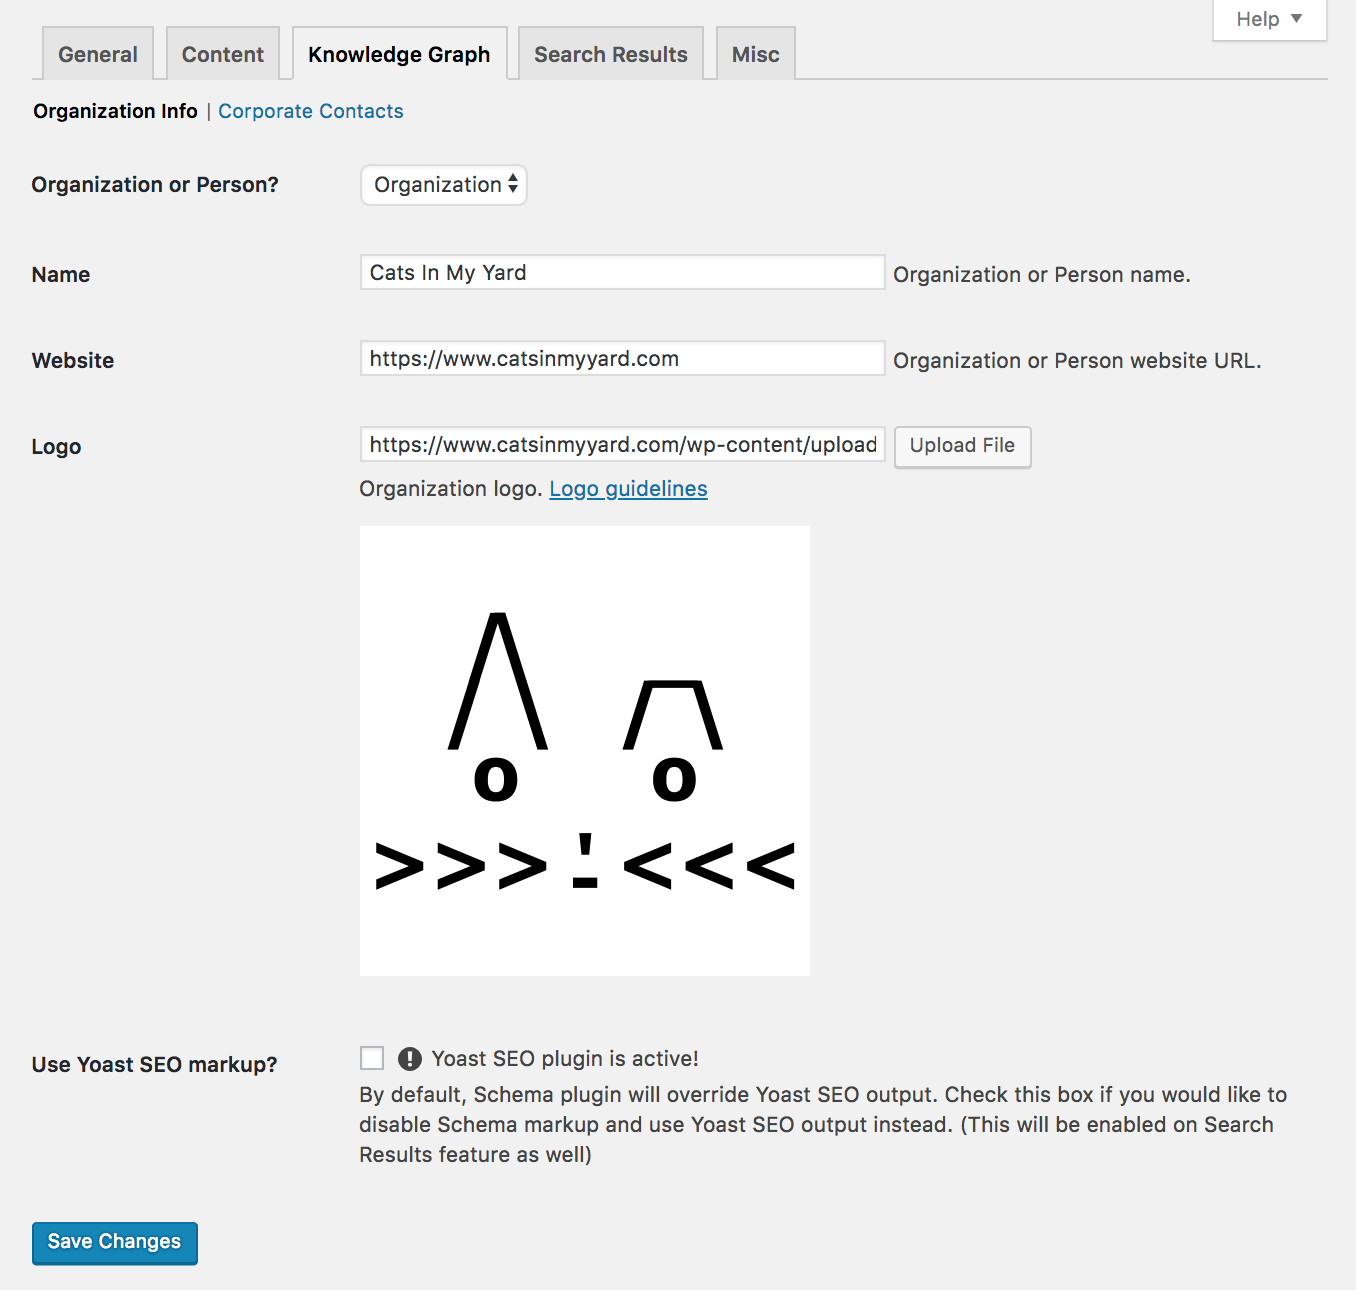 Help ▼
General Content Knowledge Graph Search Results Misc
Organization Info | Corporate Contacts
Organization or Person? Organization
Name Cats In My Yard Organization or Person name.
Website https://www.catsinmyyard.com Organization or Person website URL.
Logo https://www.catsinmyyard.com/wp-content/upload Upload File
Organization logo. Logo guidelines
o o
>>>'-<<<
Use Yoast SEO markup? ! Yoast SEO plugin is active!
By default, Schema plugin will override Yoast SEO output. Check this box if you would like to
disable Schema markup and use Yoast SEO output instead. (This will be enabled on Search
Results feature as well)
Save Changes